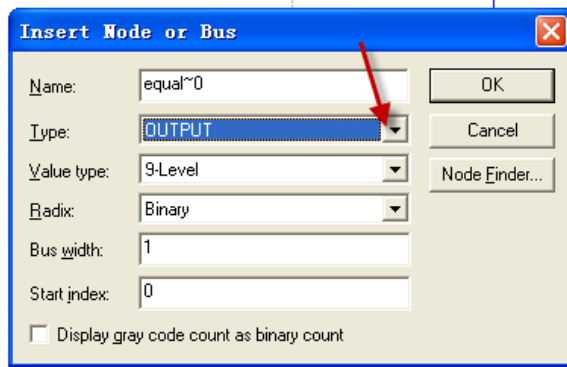 Insert Node or Bus
Name: equal~0 OK
Type: OUTPUT Cancel
Value type: 9-Level Node Finder...
Radix: Binary
Bus width: 1
Start index: 0
Display gray code count as binary count